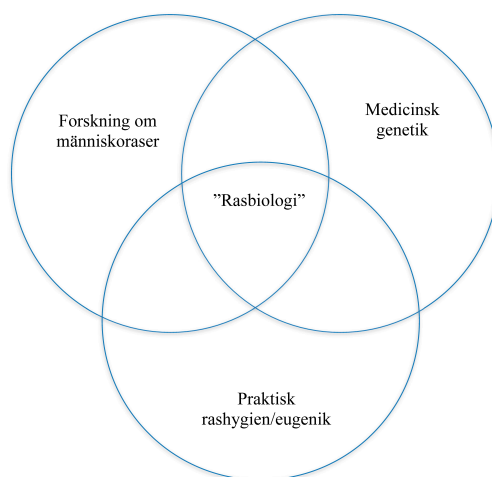 Forskning om
människoraser
Medicinsk
genetik
”Rasbiologi”
Praktisk
rashygien/eugenik